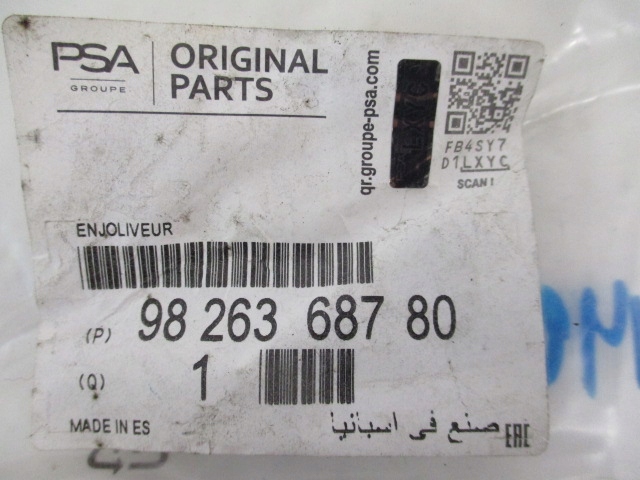 PSA
GROUPE
ORIGINAL
PARTS
qr.groupe-psa.com
FB4SY7
D1LXYC
SCAN!
ENJOLIVEUR
(P) 98 263 687 80
(Q) 1
MADE IN ES
صنع في اسبانيا
EAC